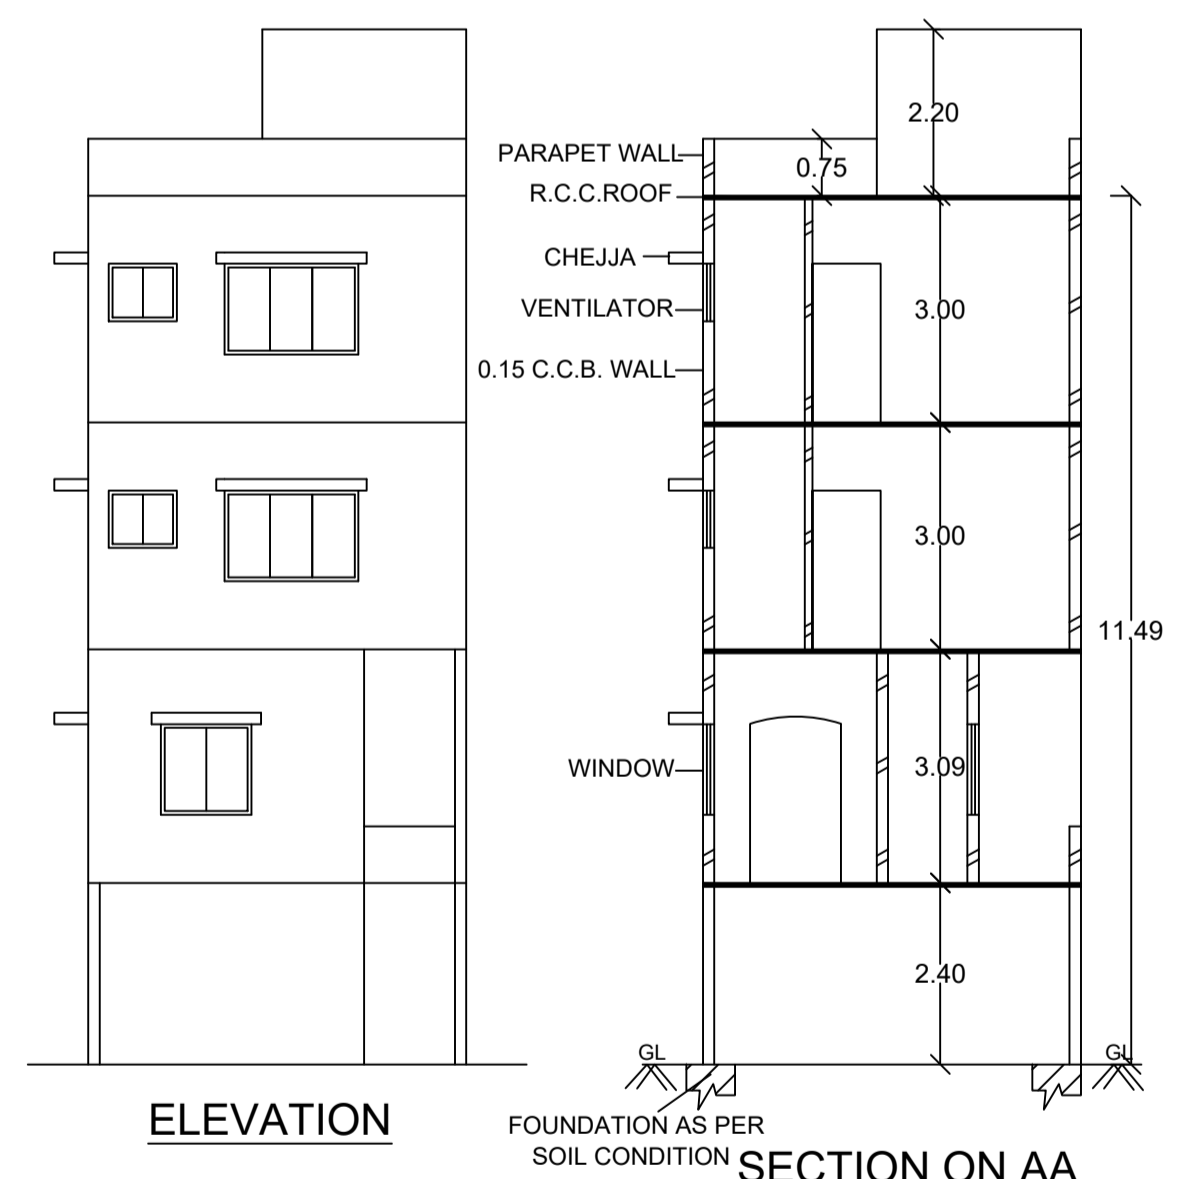 2.20
PARAPET WALL
0.75
R.C.C.ROOF
CHEJJA
VENTILATOR
3.00
0.15 C.C.B. WALL
3.00
11.49
WINDOW
3.09
2.40
GL
GL
ELEVATION
FOUNDATION AS PER
SOIL CONDITION
SECTION ON AA